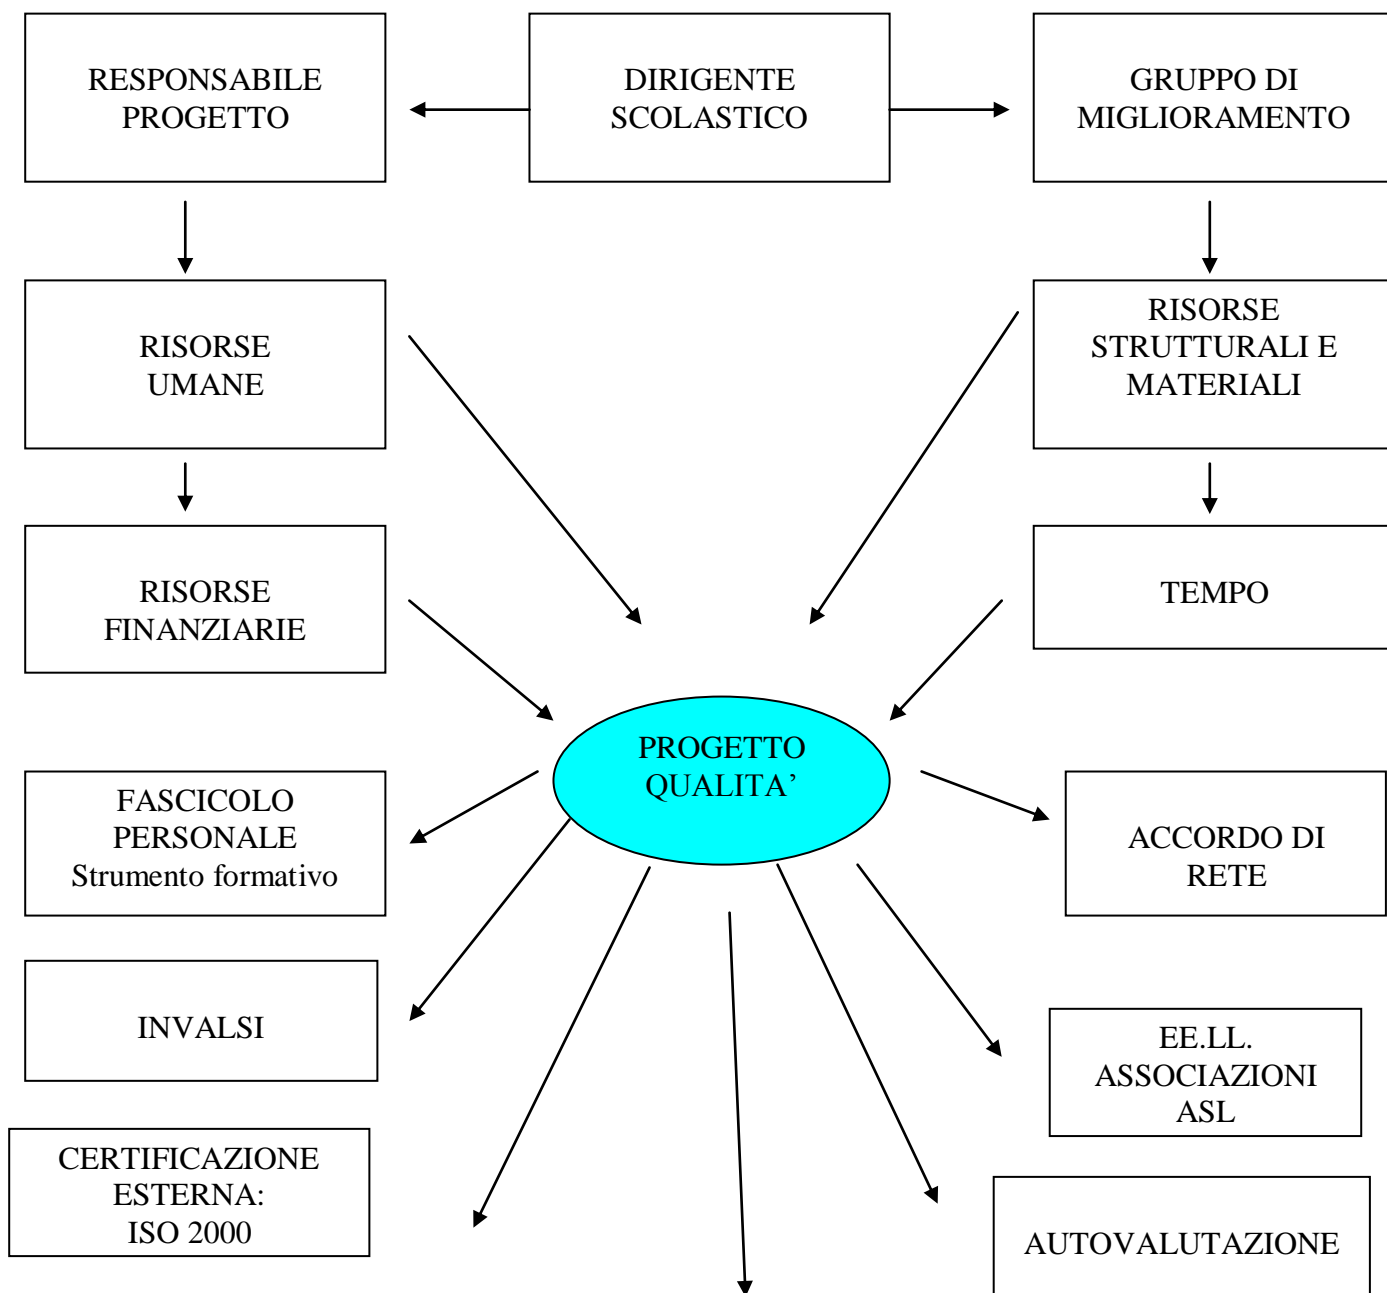 RESPONSABILE
PROGETTO
DIRIGENTE
SCOLASTICO
GRUPPO DI
MIGLIORAMENTO
RISORSE
UMANE
RISORSE
STRUTTURALI E
MATERIALI
RISORSE
FINANZIARIE
TEMPO
PROGETTO
QUALITA’
FASCICOLO
PERSONALE
Strumento formativo
ACCORDO DI
RETE
INVALSI
EE.LL.
ASSOCIAZIONI
ASL
CERTIFICAZIONE
ESTERNA:
ISO 2000
AUTOVALUTAZIONE